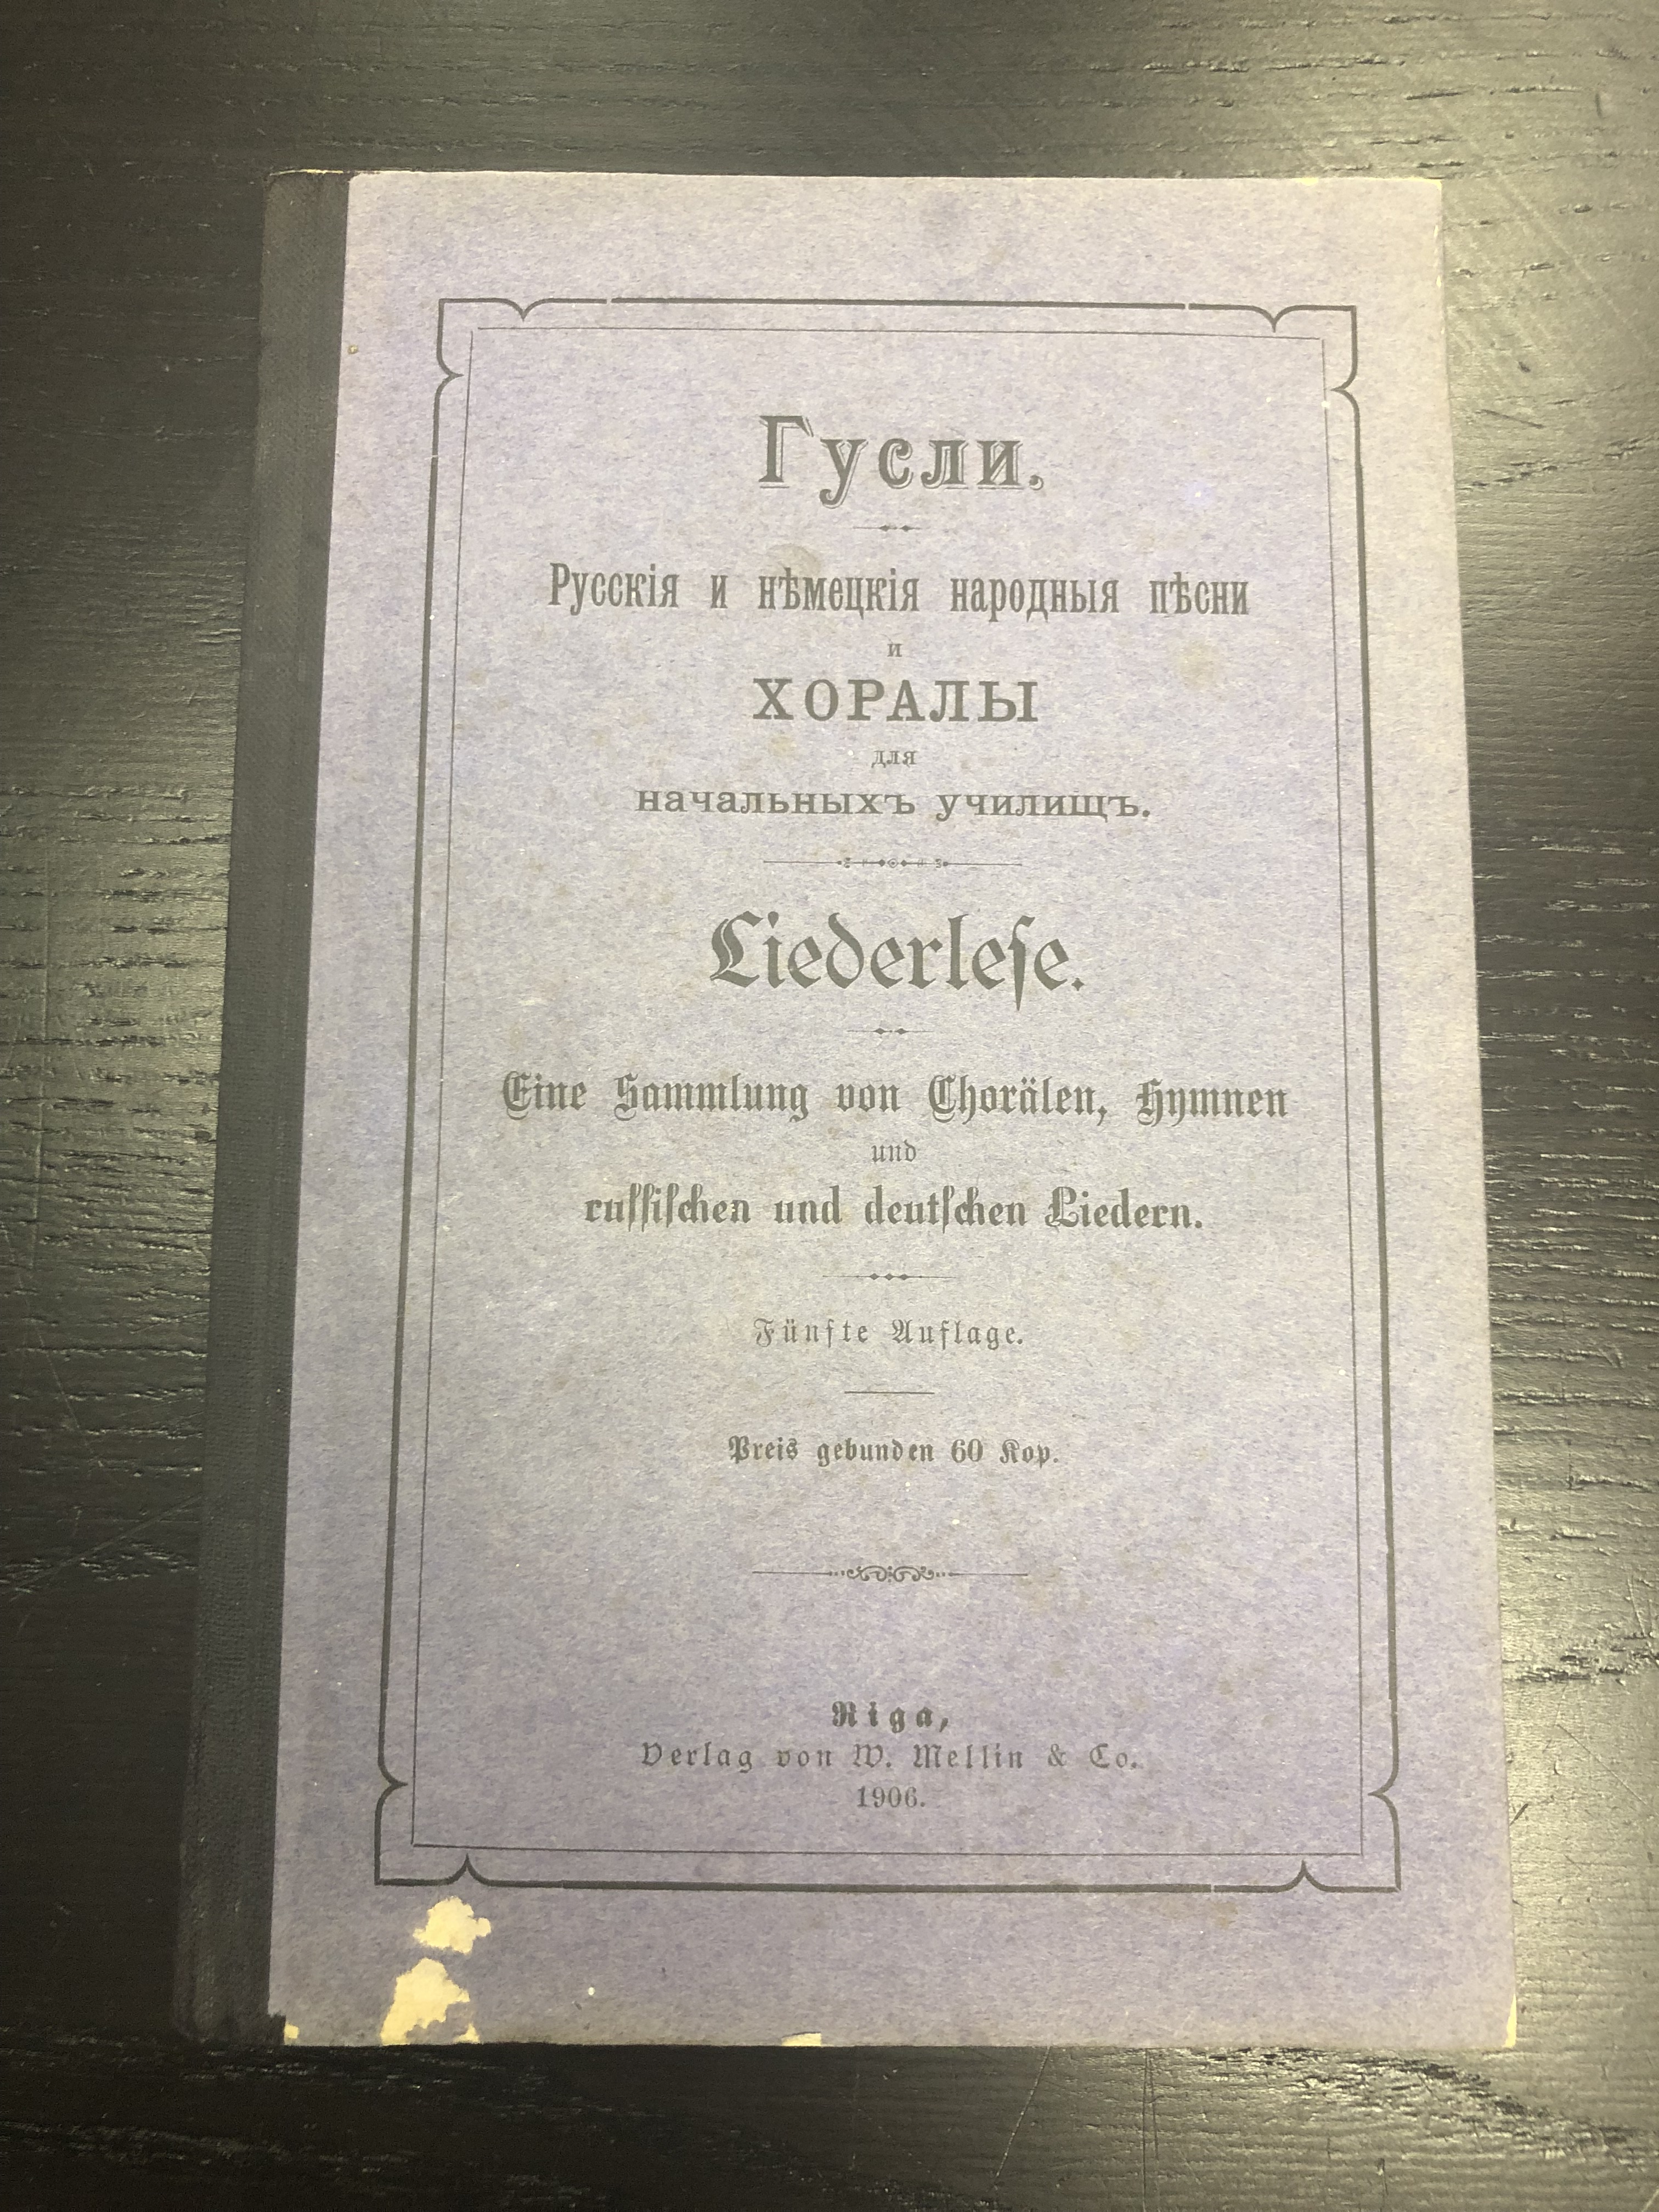 Гусли.
Русскія и нѣмецкія народныя пѣсни
и
ХОРАЛЫ
для
начальныхъ училищъ.
Liederleſe.
Eine Sammlung von Chorälen, Hymnen
und
ruſſiſchen und deutſchen Liedern.
Fünfte Auflage.
Preis gebunden 60 Kop.
Riga,
Verlag von W. Mellin & Co.
1906.